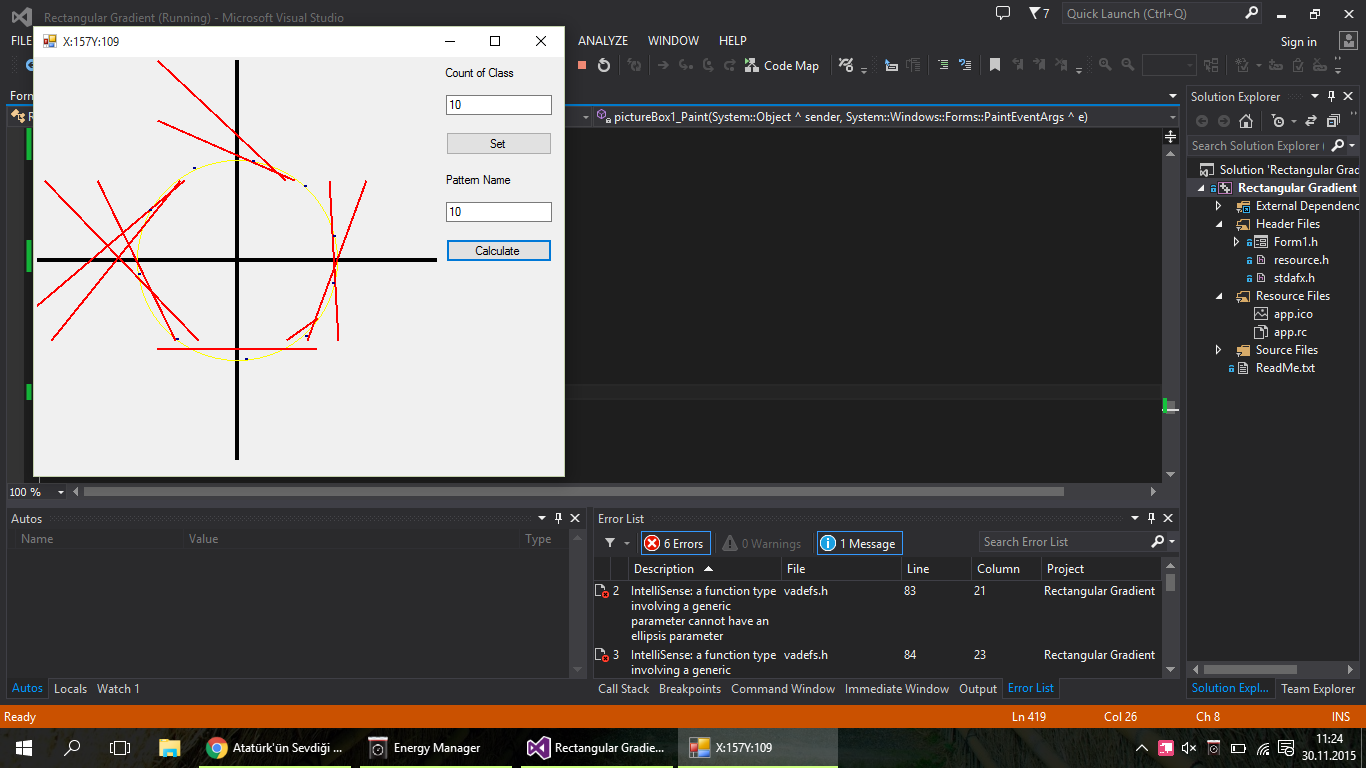 Rectangular Gradient (Running) - Microsoft Visual Studio
7
Quick Launch (Ctrl+Q)
FILE
ANALYZE WINDOW HELP
Sign in
Code Map
X:157Y:109
Count of Class
10
Set
Pattern Name
10
Calculate
Form
R
pictureBox1_Paint(System::Object ^ sender, System::Windows::Forms::PaintEventArgs ^ e)
Solution Explorer
Search Solution Explorer (
Solution 'Rectangular Grad
Rectangular Gradient
External Dependenc
Header Files
Form1.h
resource.h
stdafx.h
Resource Files
app.ico
app.rc
Source Files
ReadMe.txt
100 %
Autos
Name Value Type
Autos Locals Watch 1
Error List
6 Errors
0 Warnings
1 Message
Search Error List
Description File Line Column Project
2 IntelliSense: a function type involving a generic parameter cannot have an ellipsis parameter vadefs.h 83 21 Rectangular Gradient
3 IntelliSense: a function type involving a generic vadefs.h 84 23 Rectangular Gradient
Call Stack Breakpoints Command Window Immediate Window Output Error List
Solution Expl... Team Explorer
Ready
Ln 419 Col 26 Ch 8 INS
Atatürk'ün Sevdiği ...
Energy Manager
Rectangular Gradie...
X:157Y:109
11:24
30.11.2015